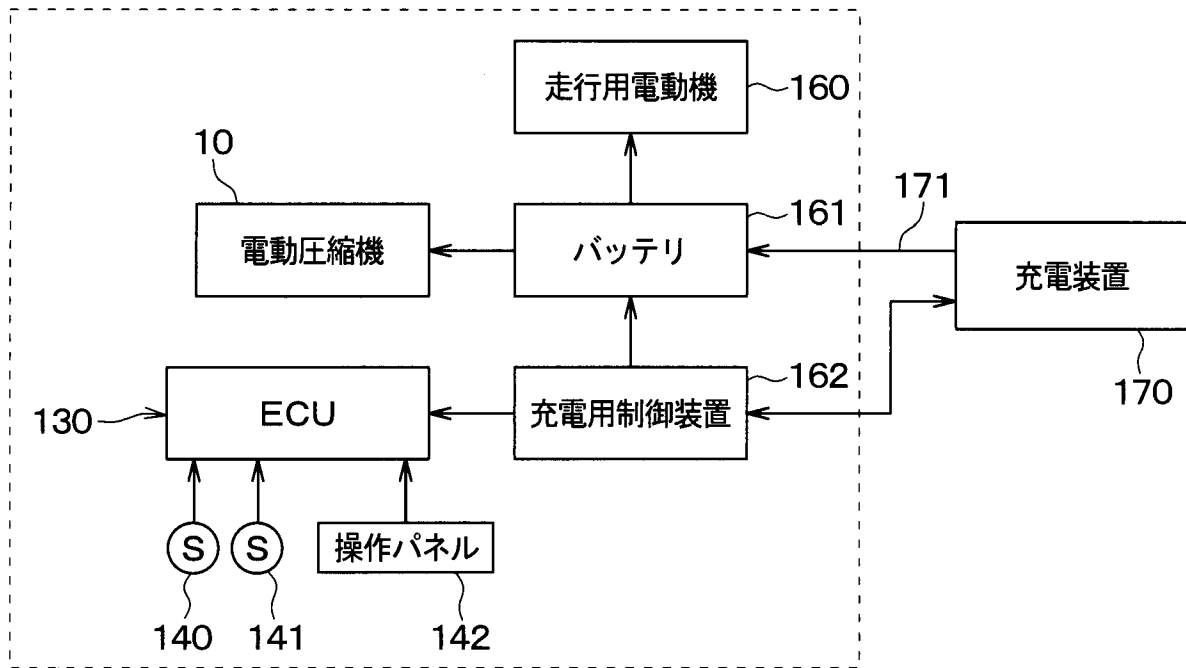 走行用電動機
160
10
電動圧縮機
バッテリ
161
171
充電装置
170
130
ECU
充電用制御装置
162
S
S
操作パネル
140
141
142